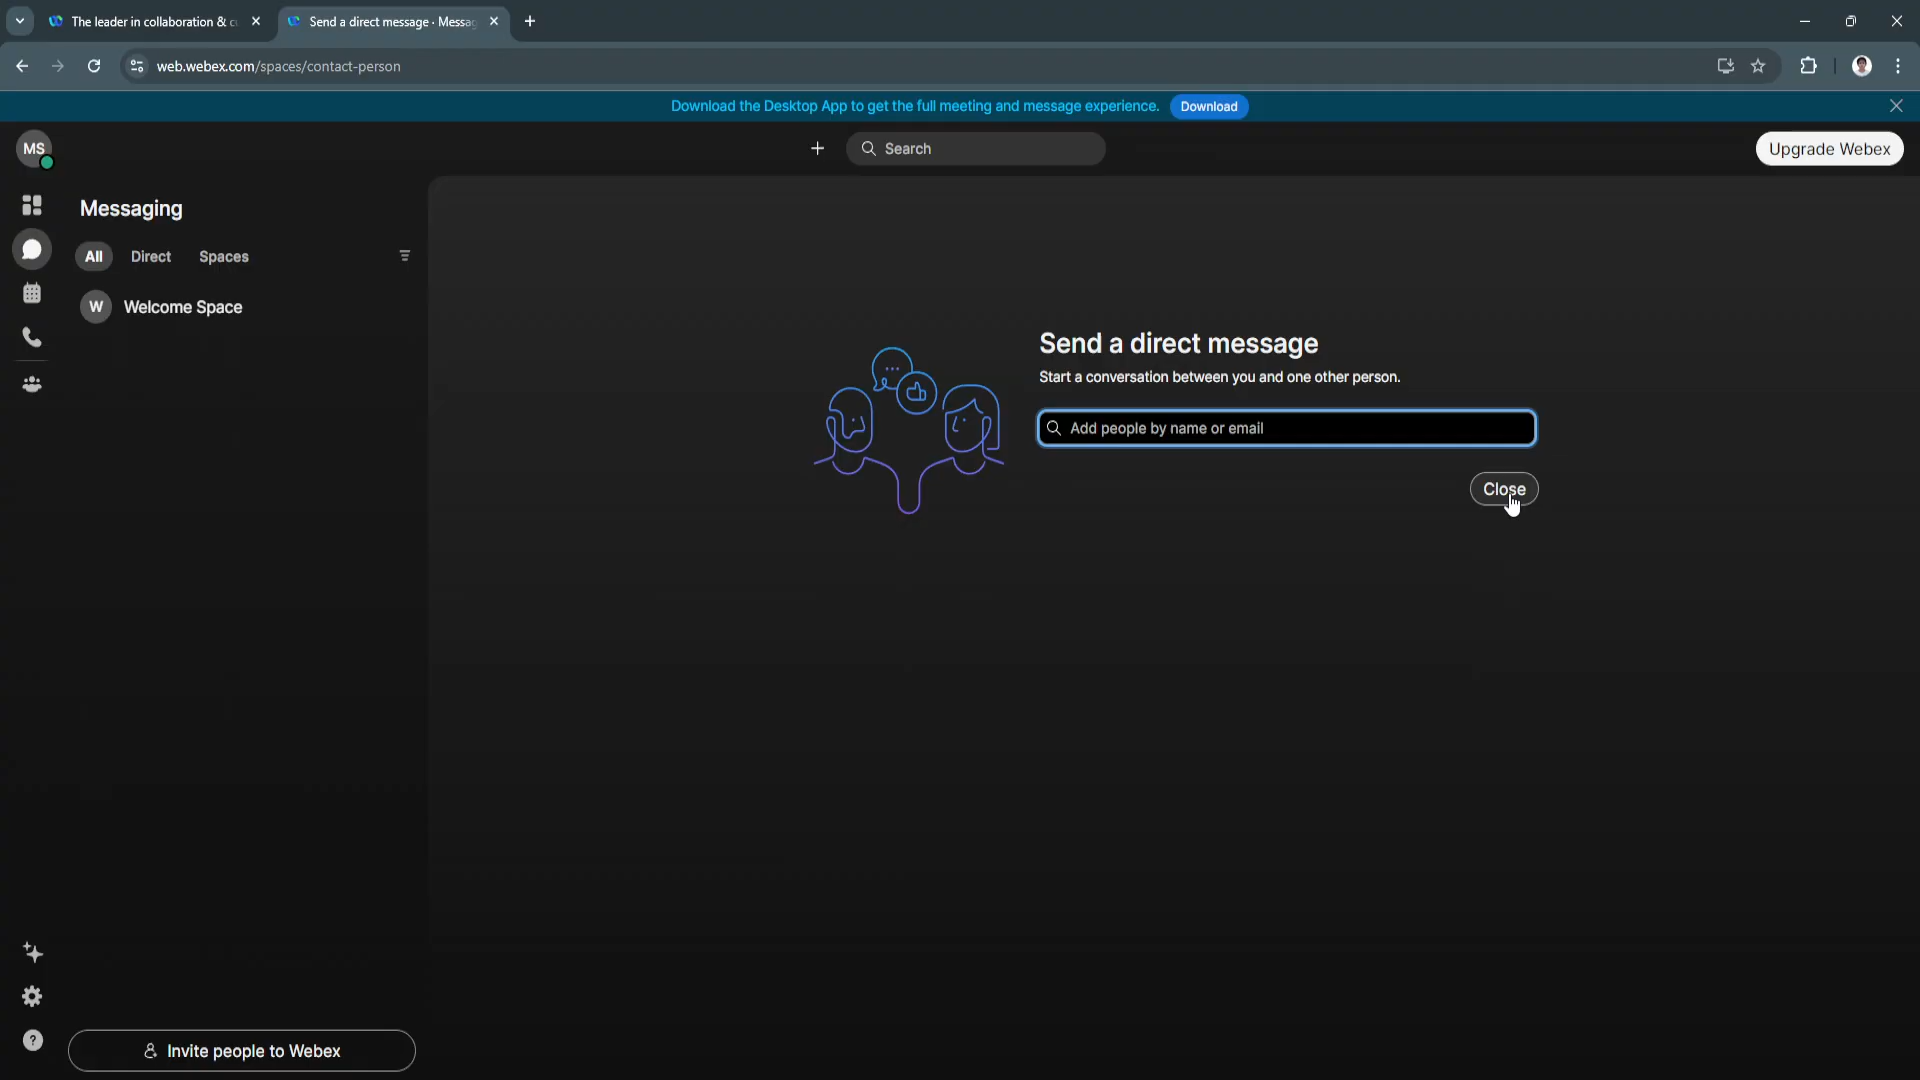 The leader in collaboration & c
Send a direct message · Messa
web.webex.com/spaces/contact-person
Download the Desktop App to get the full meeting and message experience. Download
MS
Search
Upgrade Webex
Messaging
All Direct Spaces
W Welcome Space
Send a direct message
Start a conversation between you and one other person.
Add people by name or email
Close
Invite people to Webex